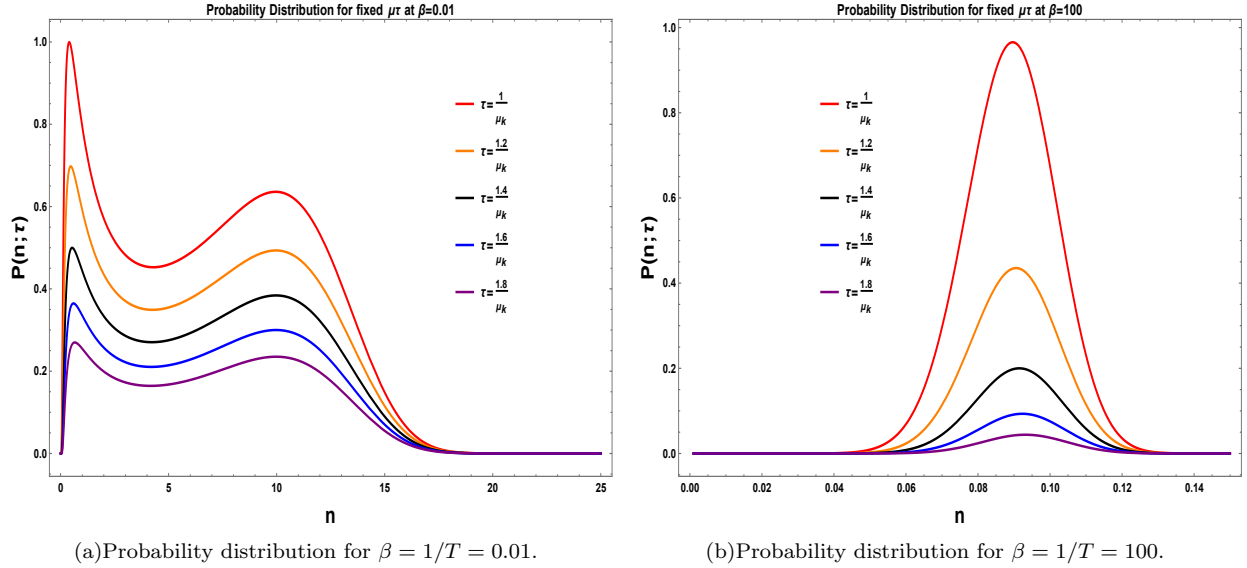 Probability Distribution for fixed μτ at β=0.01
P(n;τ)
1.0
0.8
0.6
0.4
0.2
0.0
0
5
10
15
20
25
n
τ= 1/μk
τ= 1.2/μk
τ= 1.4/μk
τ= 1.6/μk
τ= 1.8/μk
(a)Probability distribution for β = 1/T = 0.01.
Probability Distribution for fixed μτ at β=100
P(n;τ)
1.0
0.8
0.6
0.4
0.2
0.0
0.00
0.02
0.04
0.06
0.08
0.10
0.12
0.14
n
τ= 1/μk
τ= 1.2/μk
τ= 1.4/μk
τ= 1.6/μk
τ= 1.8/μk
(b)Probability distribution for β = 1/T = 100.